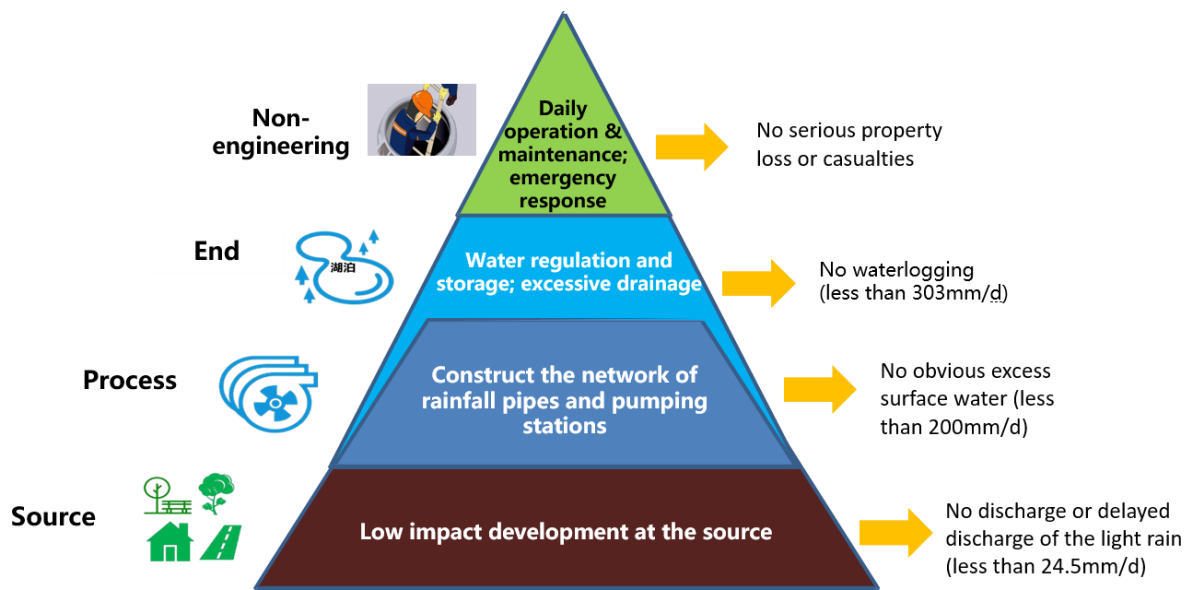 Non-
engineering
Daily
operation &
maintenance;
emergency
response
No serious property
loss or casualties
End
湖泊
Water regulation and
storage; excessive drainage
No waterlogging
(less than 303mm/d)
Process
Construct the network of
rainfall pipes and pumping
stations
No obvious excess
surface water (less
than 200mm/d)
Source
Low impact development at the source
No discharge or delayed
discharge of the light rain
(less than 24.5mm/d)